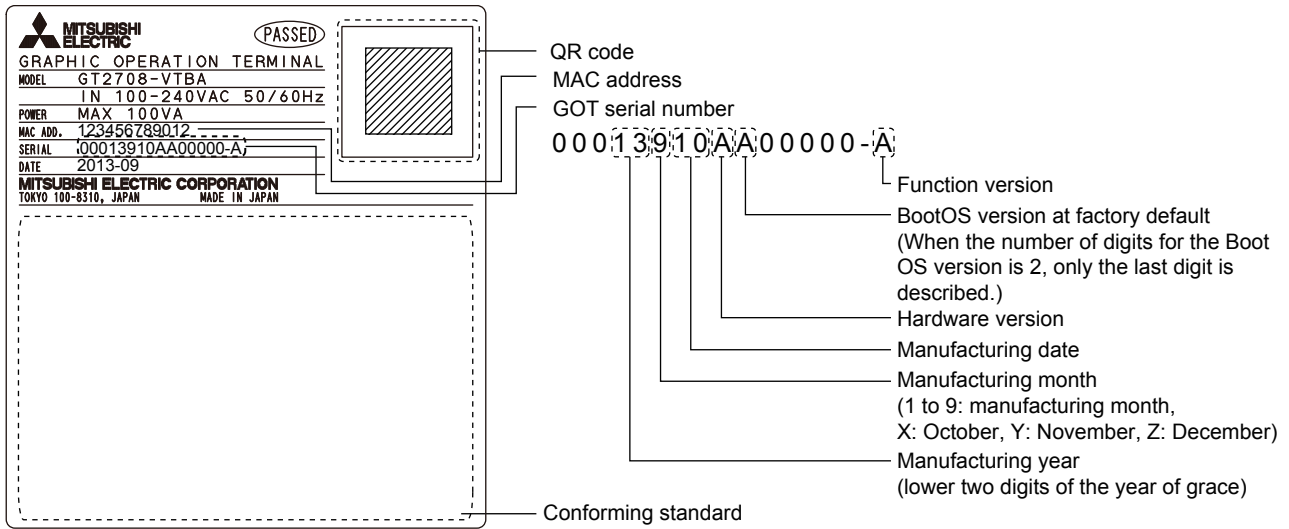 MITSUBISHI
ELECTRIC
PASSED
GRAPHIC OPERATION TERMINAL
MODEL GT2708-VTBA
IN 100-240VAC 50/60Hz
POWER MAX 100VA
MAC ADD. 123456789012
SERIAL 00013910AA00000-A
DATE 2013-09
MITSUBISHI ELECTRIC CORPORATION
TOKYO 100-8310, JAPAN MADE IN JAPAN
QR code
MAC address
GOT serial number
00013910AA00000-A
Function version
BootOS version at factory default
(When the number of digits for the Boot
OS version is 2, only the last digit is
described.)
Hardware version
Manufacturing date
Manufacturing month
(1 to 9: manufacturing month,
X: October, Y: November, Z: December)
Manufacturing year
(lower two digits of the year of grace)
Conforming standard